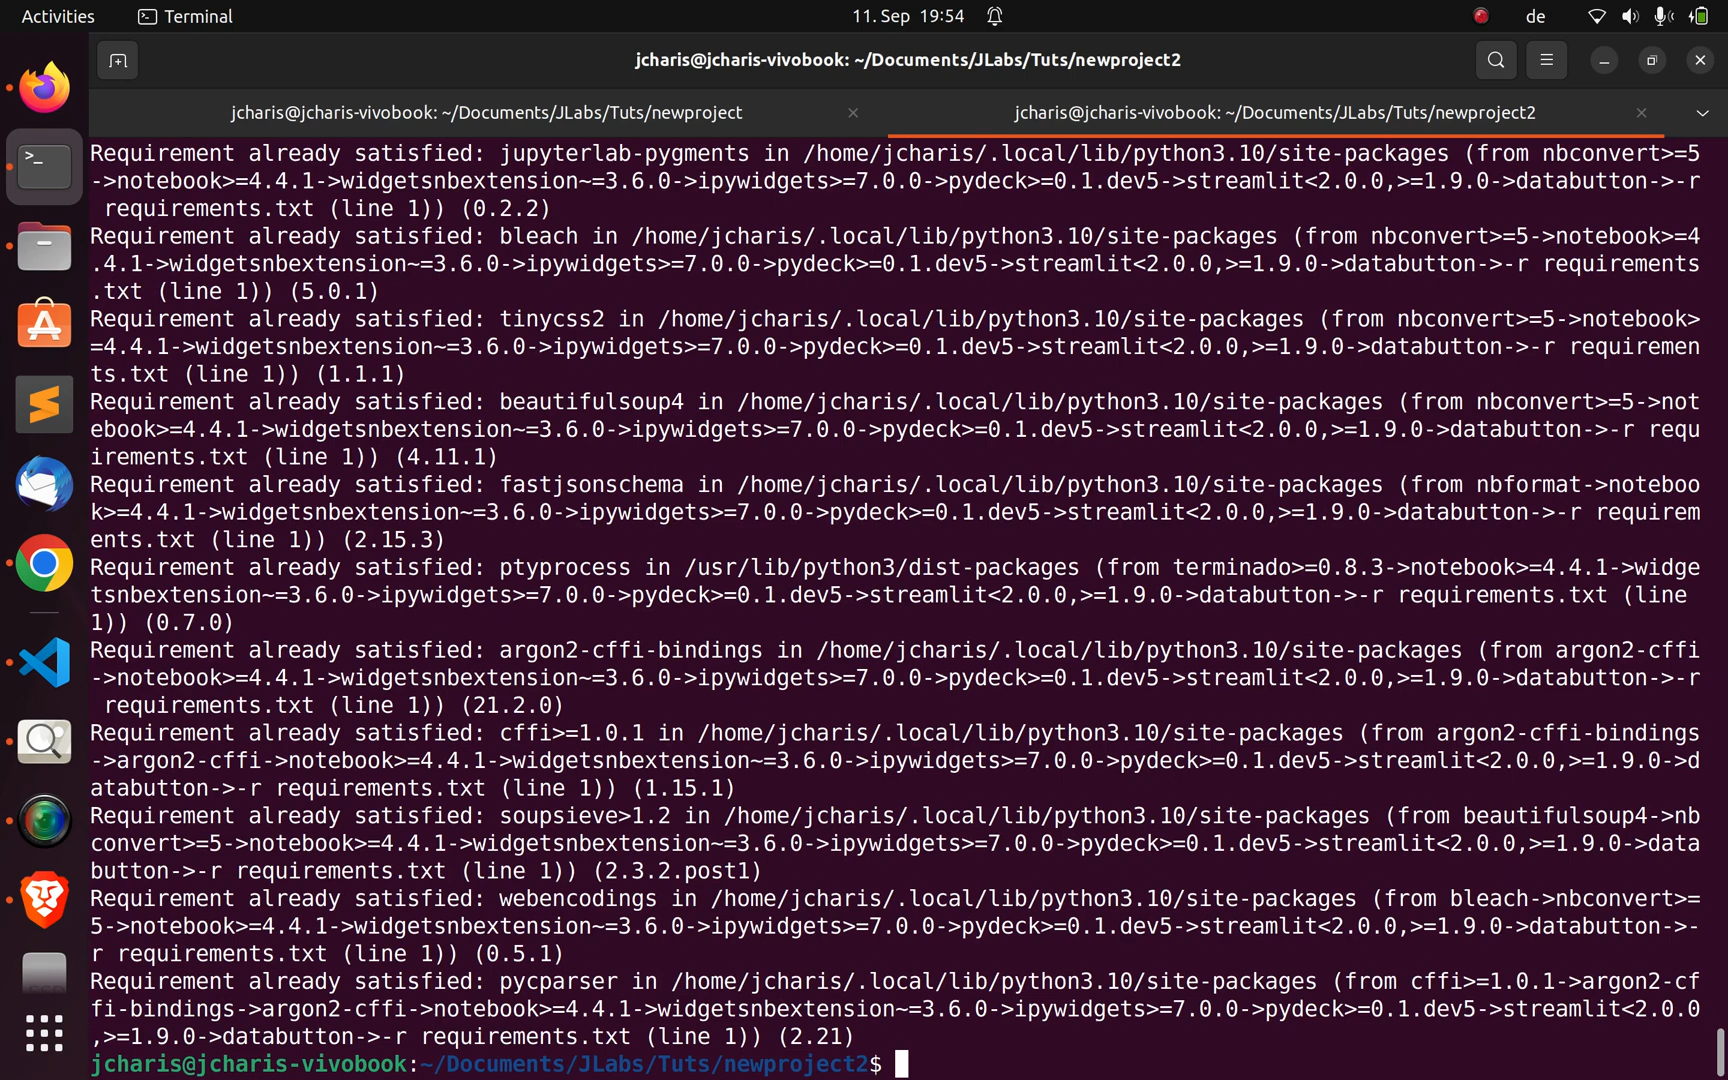 Activities
Terminal
11. Sep 19:54
de
jcharis@jcharis-vivobook: ~/Documents/JLabs/Tuts/newproject2
jcharis@jcharis-vivobook: ~/Documents/JLabs/Tuts/newproject
jcharis@jcharis-vivobook: ~/Documents/JLabs/Tuts/newproject2
Requirement already satisfied: jupyterlab-pygments in /home/jcharis/.local/lib/python3.10/site-packages (from nbconvert>=5
->notebook>=4.4.1->widgetsnbextension~=3.6.0->ipywidgets>=7.0.0->pydeck>=0.1.dev5->streamlit<2.0.0,>=1.9.0->databutton->-r
requirements.txt (line 1)) (0.2.2)
Requirement already satisfied: bleach in /home/jcharis/.local/lib/python3.10/site-packages (from nbconvert>=5->notebook>=4
.4.1->widgetsnbextension~=3.6.0->ipywidgets>=7.0.0->pydeck>=0.1.dev5->streamlit<2.0.0,>=1.9.0->databutton->-r requirements
.txt (line 1)) (5.0.1)
Requirement already satisfied: tinycss2 in /home/jcharis/.local/lib/python3.10/site-packages (from nbconvert>=5->notebook>
=4.4.1->widgetsnbextension~=3.6.0->ipywidgets>=7.0.0->pydeck>=0.1.dev5->streamlit<2.0.0,>=1.9.0->databutton->-r requiremen
ts.txt (line 1)) (1.1.1)
Requirement already satisfied: beautifulsoup4 in /home/jcharis/.local/lib/python3.10/site-packages (from nbconvert>=5->not
ebook>=4.4.1->widgetsnbextension~=3.6.0->ipywidgets>=7.0.0->pydeck>=0.1.dev5->streamlit<2.0.0,>=1.9.0->databutton->-r requ
irements.txt (line 1)) (4.11.1)
Requirement already satisfied: fastjsonschema in /home/jcharis/.local/lib/python3.10/site-packages (from nbformat->noteboo
k>=4.4.1->widgetsnbextension~=3.6.0->ipywidgets>=7.0.0->pydeck>=0.1.dev5->streamlit<2.0.0,>=1.9.0->databutton->-r requirem
ents.txt (line 1)) (2.15.3)
Requirement already satisfied: ptyprocess in /usr/lib/python3/dist-packages (from terminado>=0.8.3->notebook>=4.4.1->widge
tsnbextension~=3.6.0->ipywidgets>=7.0.0->pydeck>=0.1.dev5->streamlit<2.0.0,>=1.9.0->databutton->-r requirements.txt (line
1)) (0.7.0)
Requirement already satisfied: argon2-cffi-bindings in /home/jcharis/.local/lib/python3.10/site-packages (from argon2-cffi
->notebook>=4.4.1->widgetsnbextension~=3.6.0->ipywidgets>=7.0.0->pydeck>=0.1.dev5->streamlit<2.0.0,>=1.9.0->databutton->-r
requirements.txt (line 1)) (21.2.0)
Requirement already satisfied: cffi>=1.0.1 in /home/jcharis/.local/lib/python3.10/site-packages (from argon2-cffi-bindings
->argon2-cffi->notebook>=4.4.1->widgetsnbextension~=3.6.0->ipywidgets>=7.0.0->pydeck>=0.1.dev5->streamlit<2.0.0,>=1.9.0->d
atabutton->-r requirements.txt (line 1)) (1.15.1)
Requirement already satisfied: soupsieve>1.2 in /home/jcharis/.local/lib/python3.10/site-packages (from beautifulsoup4->nb
convert>=5->notebook>=4.4.1->widgetsnbextension~=3.6.0->ipywidgets>=7.0.0->pydeck>=0.1.dev5->streamlit<2.0.0,>=1.9.0->data
button->-r requirements.txt (line 1)) (2.3.2.post1)
Requirement already satisfied: webencodings in /home/jcharis/.local/lib/python3.10/site-packages (from bleach->nbconvert>=
5->notebook>=4.4.1->widgetsnbextension~=3.6.0->ipywidgets>=7.0.0->pydeck>=0.1.dev5->streamlit<2.0.0,>=1.9.0->databutton->-
r requirements.txt (line 1)) (0.5.1)
Requirement already satisfied: pycparser in /home/jcharis/.local/lib/python3.10/site-packages (from cffi>=1.0.1->argon2-cf
fi-bindings->argon2-cffi->notebook>=4.4.1->widgetsnbextension~=3.6.0->ipywidgets>=7.0.0->pydeck>=0.1.dev5->streamlit<2.0.0
,>=1.9.0->databutton->-r requirements.txt (line 1)) (2.21)
jcharis@jcharis-vivobook:~/Documents/JLabs/Tuts/newproject2$